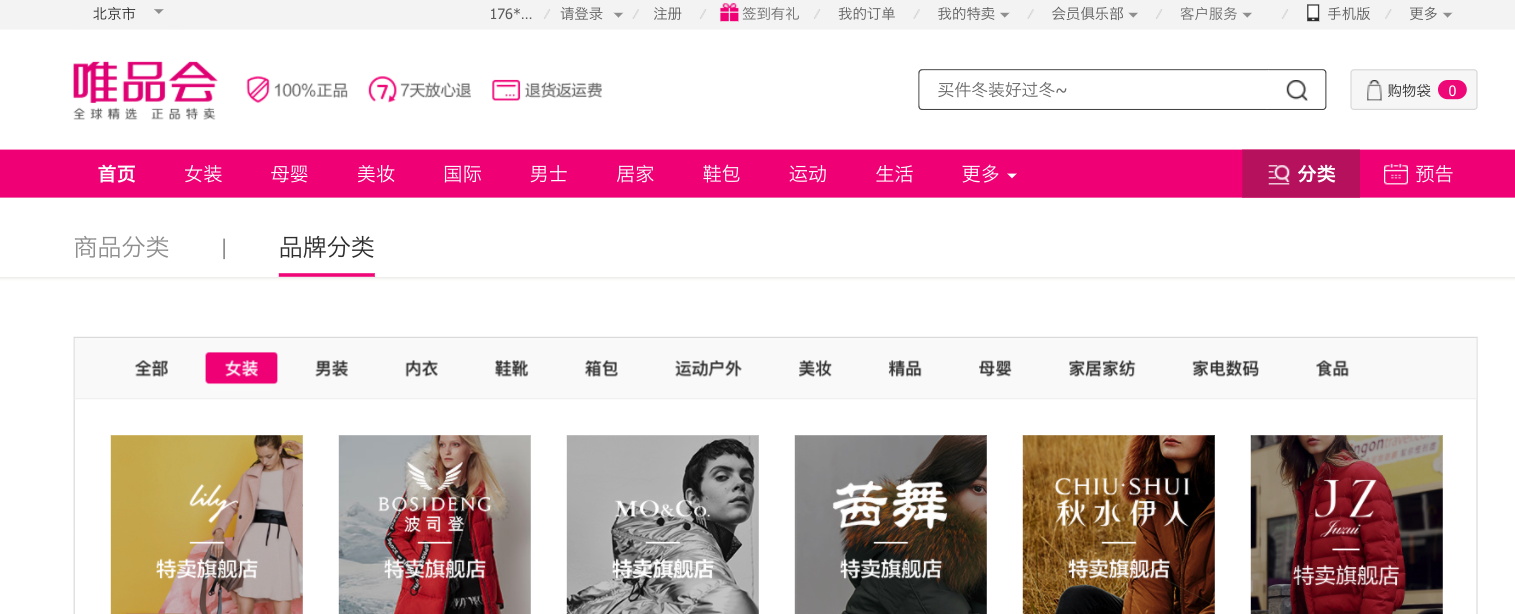 北京市
176*...
请登录
注册
签到有礼
我的订单
我的特卖
会员俱乐部
客户服务
手机版
更多
唯品会
全球精选 正品特卖
100%正品
7天放心退
退货返运费
买件冬装好过冬~
购物袋 0
首页 女装 母婴 美妆 国际 男士 居家 鞋包 运动 生活 更多
分类
预告
商品分类 | 品牌分类
全部 女装 男装 内衣 鞋靴 箱包 运动户外 美妆 精品 母婴 家居家纺 家电数码 食品
lily
特卖旗舰店
BOSIDENG
波司登
特卖旗舰店
MO&Co.
特卖旗舰店
茜舞
特卖旗舰店
CHIU·SHUI
秋水伊人
特卖旗舰店
JZ
Juzui
特卖旗舰店